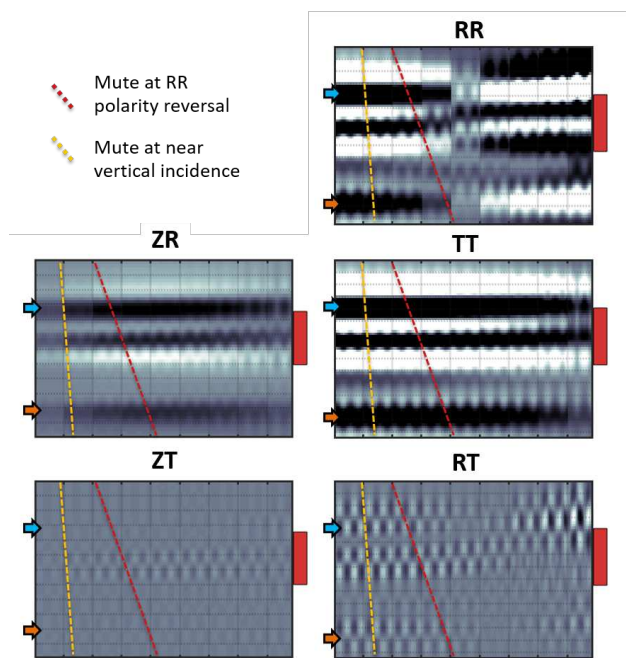 RR
Mute at RR
polarity reversal
Mute at near
vertical incidence
ZR
TT
ZT
RT